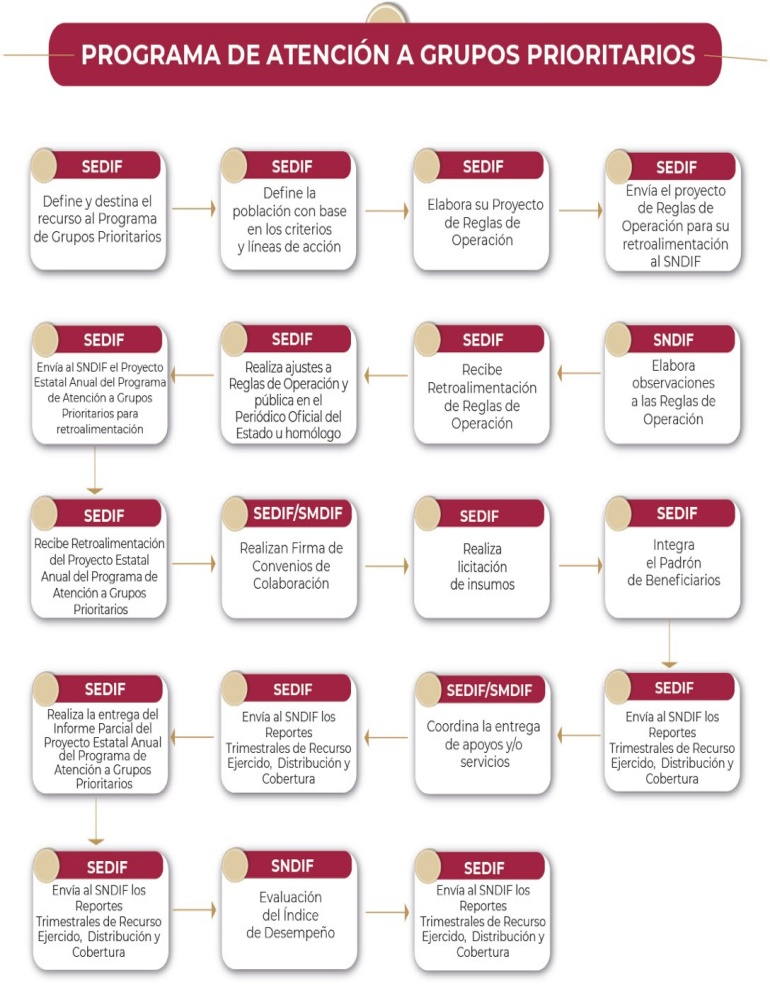 PROGRAMA DE ATENCIÓN A GRUPOS PRIORITARIOS
SEDIF
Define y destina el
recurso al Programa
de Grupos Prioritarios
SEDIF
Define la
población con base
en los criterios
y líneas de acción
SEDIF
Elabora su Proyecto
de Reglas de
Operación
SEDIF
Envía el proyecto
de Reglas de
Operación para su
retroalimentación
al SNDIF
SNDIF
Elabora
observaciones
a las Reglas de
Operación
SEDIF
Recibe
Retroalimentación
de Reglas de
Operación
SEDIF
Realiza ajustes a
Reglas de Operación y
pública en el
Periódico Oficial del
Estado u homólogo
SEDIF
Envía al SNDIF el Proyecto
Estatal Anual del Programa
de Atención a Grupos
Prioritarios para
retroalimentación
SEDIF
Recibe Retroalimentación
del Proyecto Estatal
Anual del Programa de
Atención a Grupos
Prioritarios
SEDIF/SMDIF
Realizan Firma de
Convenios de
Colaboración
SEDIF
Realiza
licitación
de insumos
SEDIF
Integra
el Padrón
de Beneficiarios
SEDIF
Envía al SNDIF los
Reportes
Trimestrales de Recurso
Ejercido, Distribución y
Cobertura
SEDIF/SMDIF
Coordina la entrega
de apoyos y/o
servicios
SEDIF
Envía al SNDIF los
Reportes
Trimestrales de Recurso
Ejercido, Distribución y
Cobertura
SEDIF
Realiza la entrega del
Informe Parcial del
Proyecto Estatal Anual
del Programa de
Atención a Grupos
Prioritarios
SEDIF
Envía al SNDIF los
Reportes
Trimestrales de Recurso
Ejercido, Distribución y
Cobertura
SNDIF
Evaluación
del Índice
de Desempeño
SEDIF
Envía al SNDIF los
Reportes
Trimestrales de Recurso
Ejercido, Distribución y
Cobertura